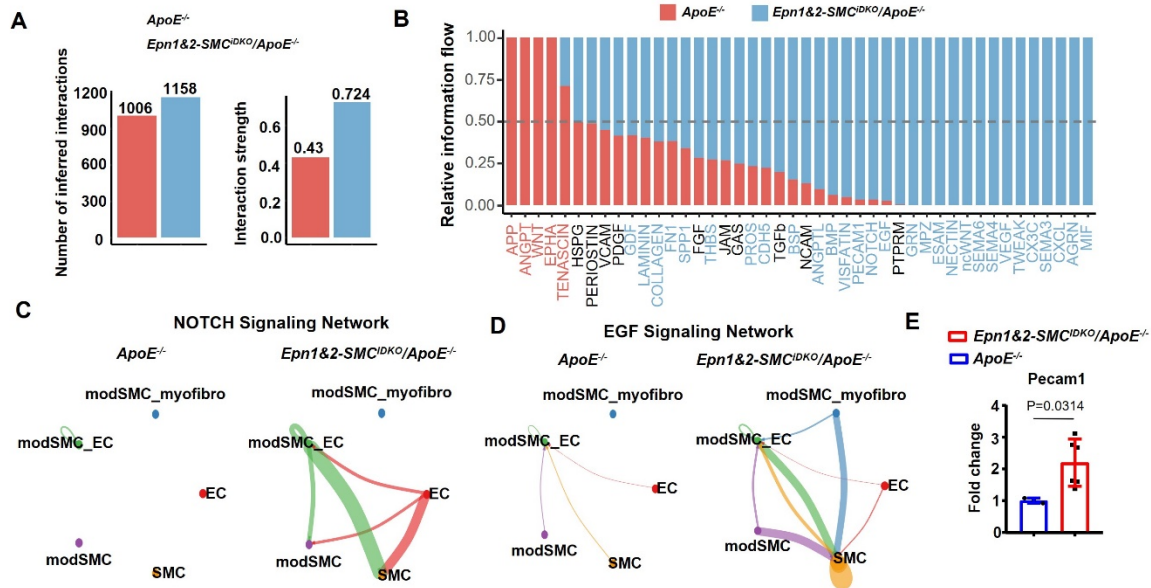 A
ApoE-/-
Epn1&2-SMCiDKO/ApoE-/-
Number of inferred interactions
1200
900
600
300
0
1006
1158
Interaction strength
0.6
0.4
0.2
0.0
0.43
0.724
B
ApoE-/-
Epn1&2-SMCiDKO/ApoE-/-
Relative information flow
1.00
0.75
0.50
0.25
0.00
APP
ANGPT
WNT
EPHA
TENASCIN
HSPG
PERIOSTIN
VCAM
PDGF
GDF
LAMININ
COLLAGEN
FN1
SPP1
FGF
THBS
JAM
GAS
PROS
CDH5
TGFb
BSP
NCAM
ANGPTL
BMP
VISFATIN
PECAM1
NOTCH
EGF
PTPRM
GRN
MPZ
ESAM
NECTIN
ncWNT
SEMA6
SEMA4
VEGF
TWEAK
CX3C
SEMA3
CXCL
AGRN
MIF
C
NOTCH Signaling Network
ApoE-/-
Epn1&2-SMCiDKO/ApoE-/-
modSMC_myofibro
modSMC_EC
EC
modSMC
SMC
modSMC_myofibro
modSMC_EC
EC
modSMC
SMC
D
EGF Signaling Network
ApoE-/-
Epn1&2-SMCiDKO/ApoE-/-
modSMC_myofibro
modSMC_EC
EC
modSMC
SMC
modSMC_myofibro
modSMC_EC
EC
modSMC
SMC
E
Epn1&2-SMCiDKO/ApoE-/-
ApoE-/-
Pecam1
P=0.0314
Fold change
4
3
2
1
0